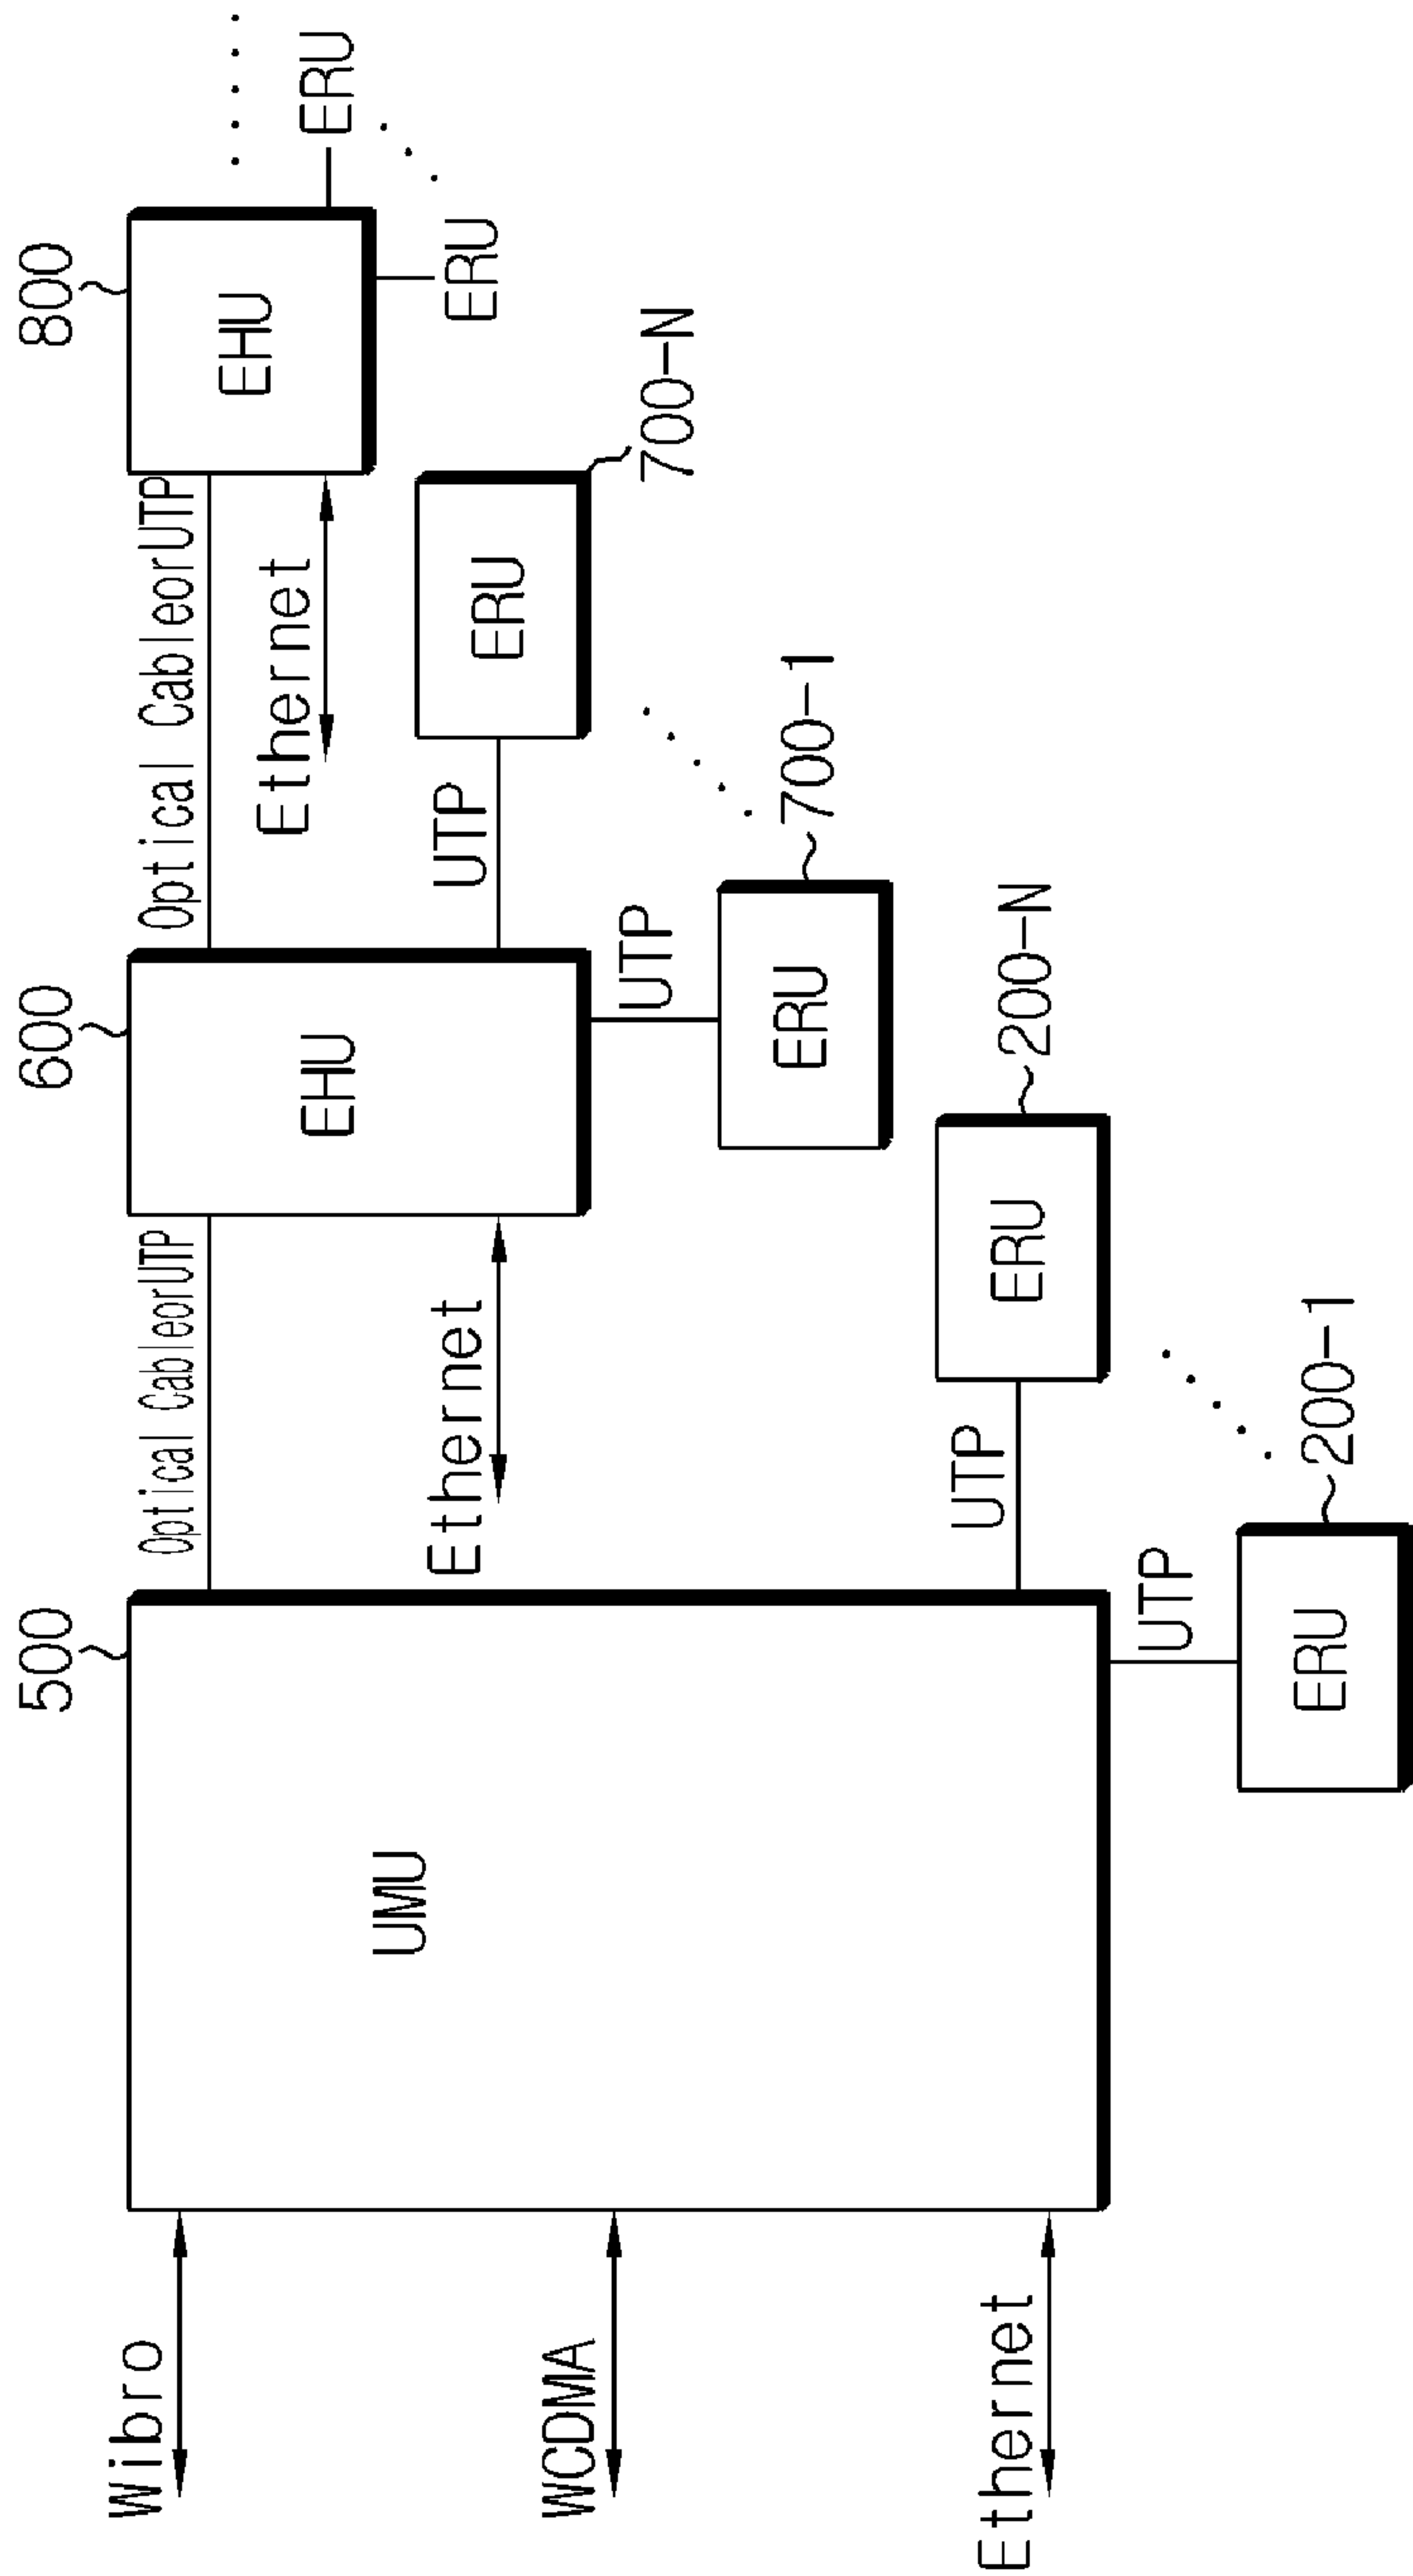 500
600
800
Wibro
Optical CableorUTP
Optical CableorUTP
EHU
Ethernet
EHU
ERU
UMU
Ethernet
UTP
ERU
ERU
WCDMA
UTP
700-N
ERU
700-1
Ethernet
UTP
ERU
200-N
UTP
ERU
200-1